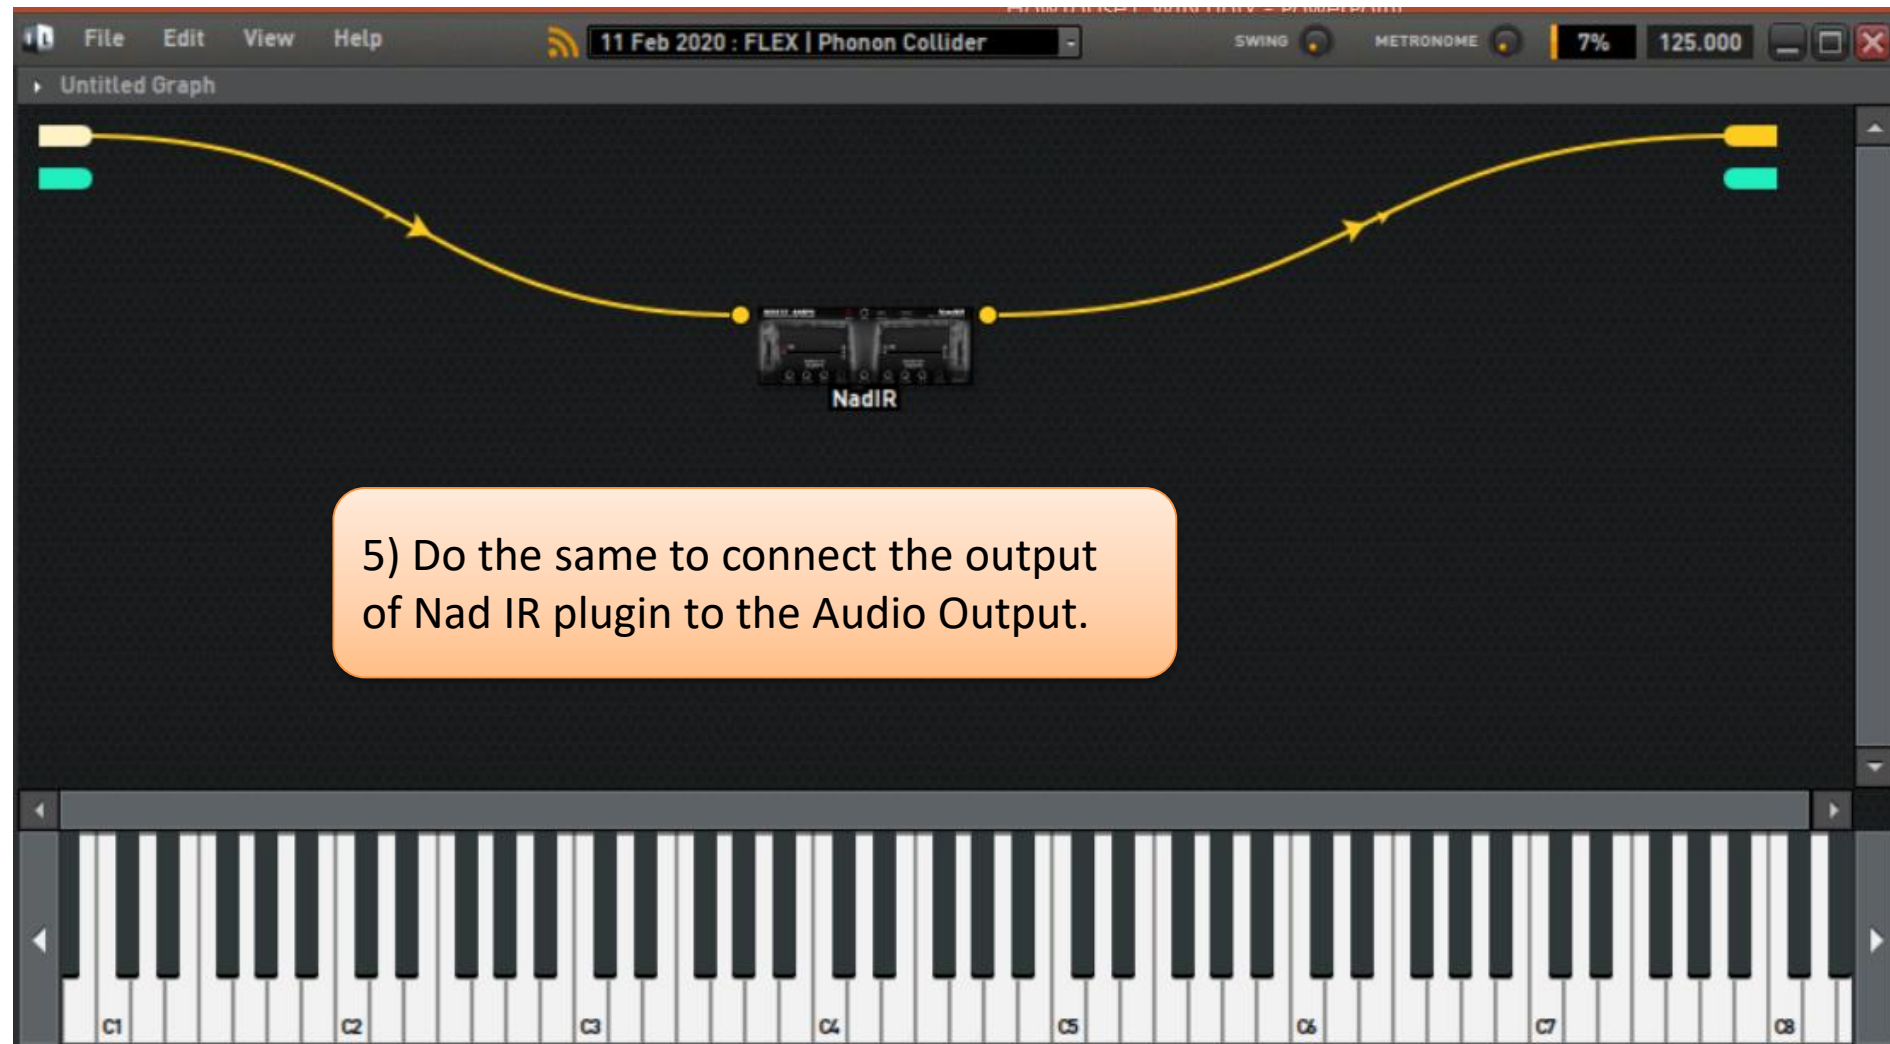 File Edit View Help 11 Feb 2020 : FLEX | Phonon Collider SWING METRONOME 7% 125.000
Untitled Graph
NadIR
5) Do the same to connect the output
of Nad IR plugin to the Audio Output.
C1 C2 C3 C4 C5 C6 C7 C8